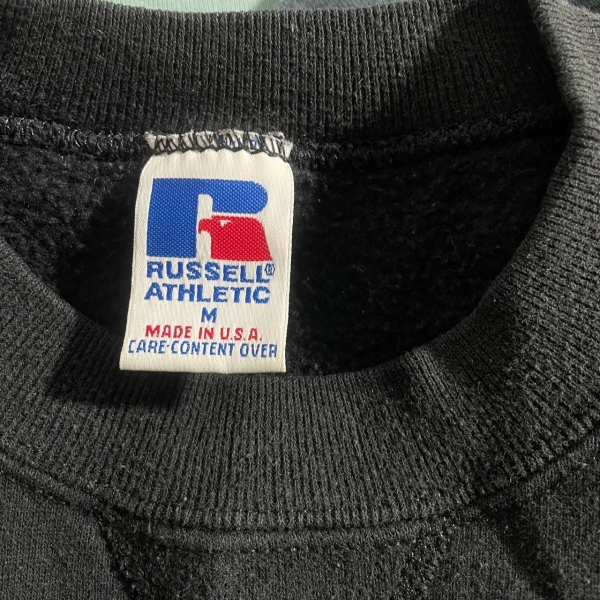 RUSSELL®
ATHLETIC
M
MADE IN U.S.A.
CARE-CONTENT OVER